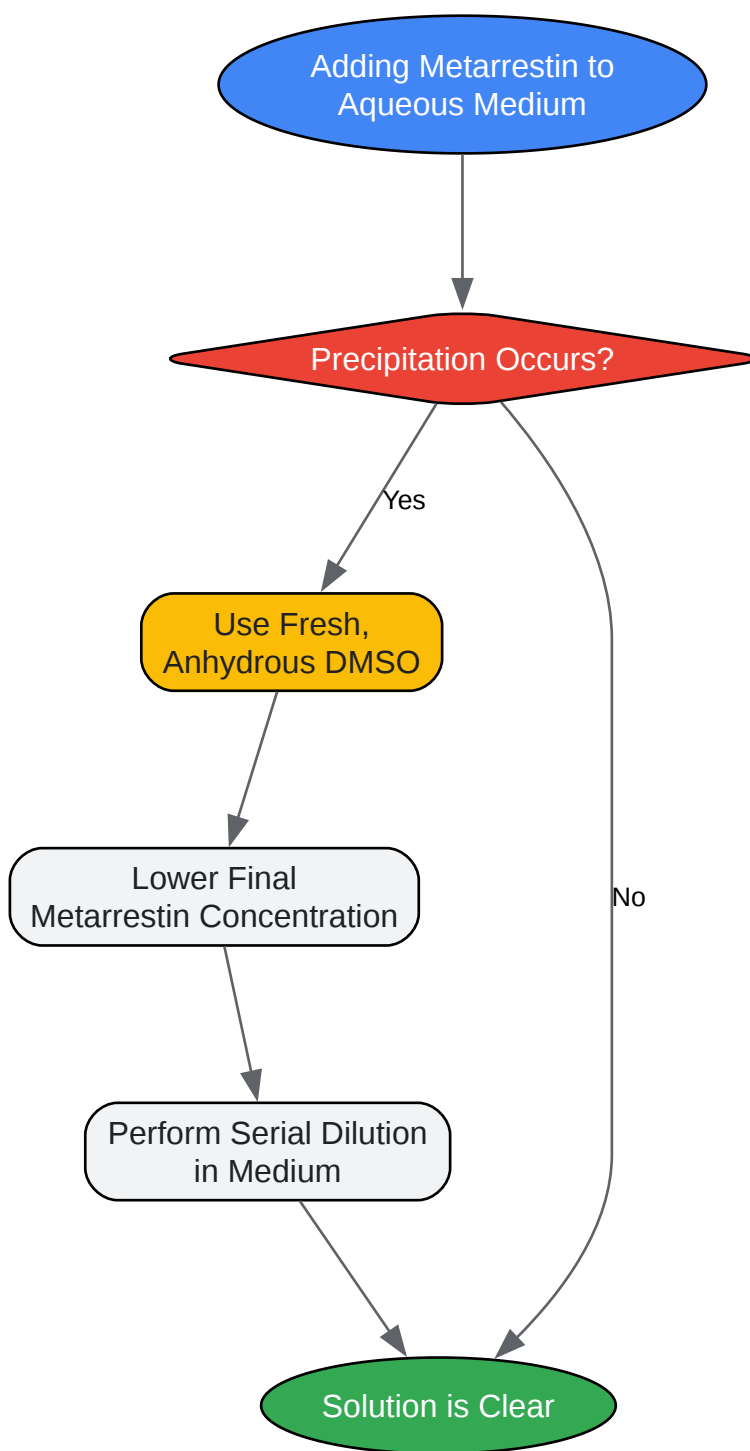 Adding Metarrestin to
Aqueous Medium
Precipitation Occurs?
Yes
Use Fresh,
Anhydrous DMSO
Lower Final
Metarrestin Concentration
No
Perform Serial Dilution
in Medium
Solution is Clear